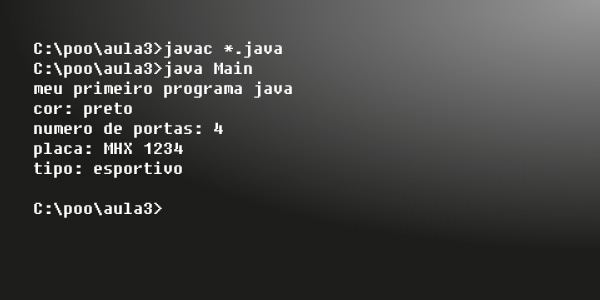 C:\poo\aula3>javac *.java
C:\poo\aula3>java Main
meu primeiro programa java
cor: preto
numero de portas: 4
placa: MHX 1234
tipo: esportivo
C:\poo\aula3>